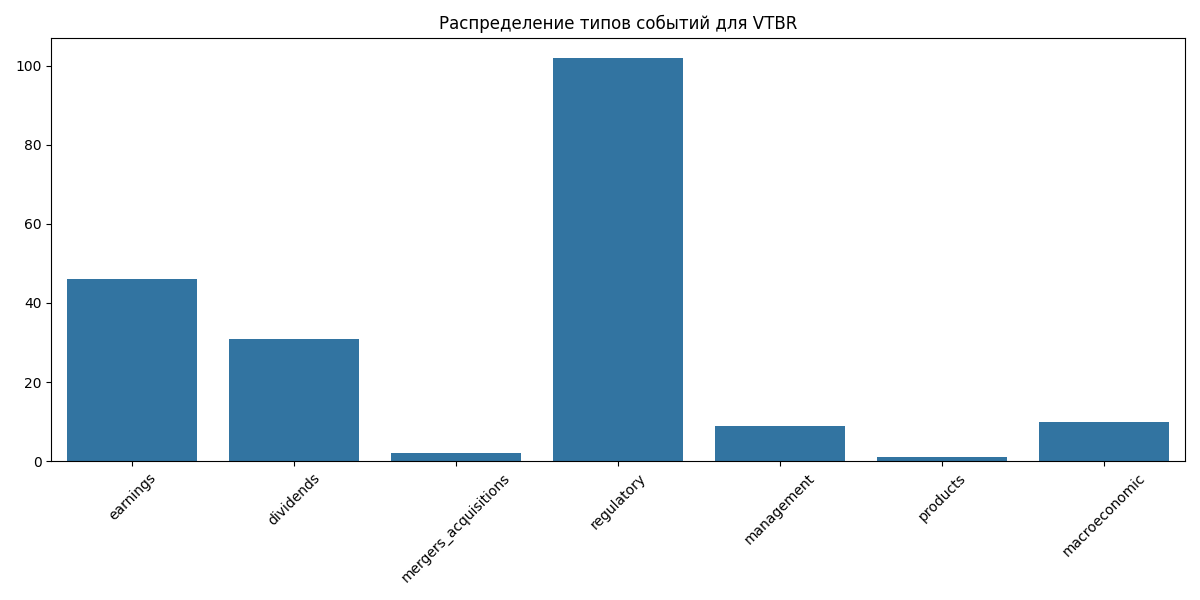 Распределение типов событий для VTBR
100
80
60
40
20
0
earnings
dividends
mergers_acquisitions
regulatory
management
products
macroeconomic